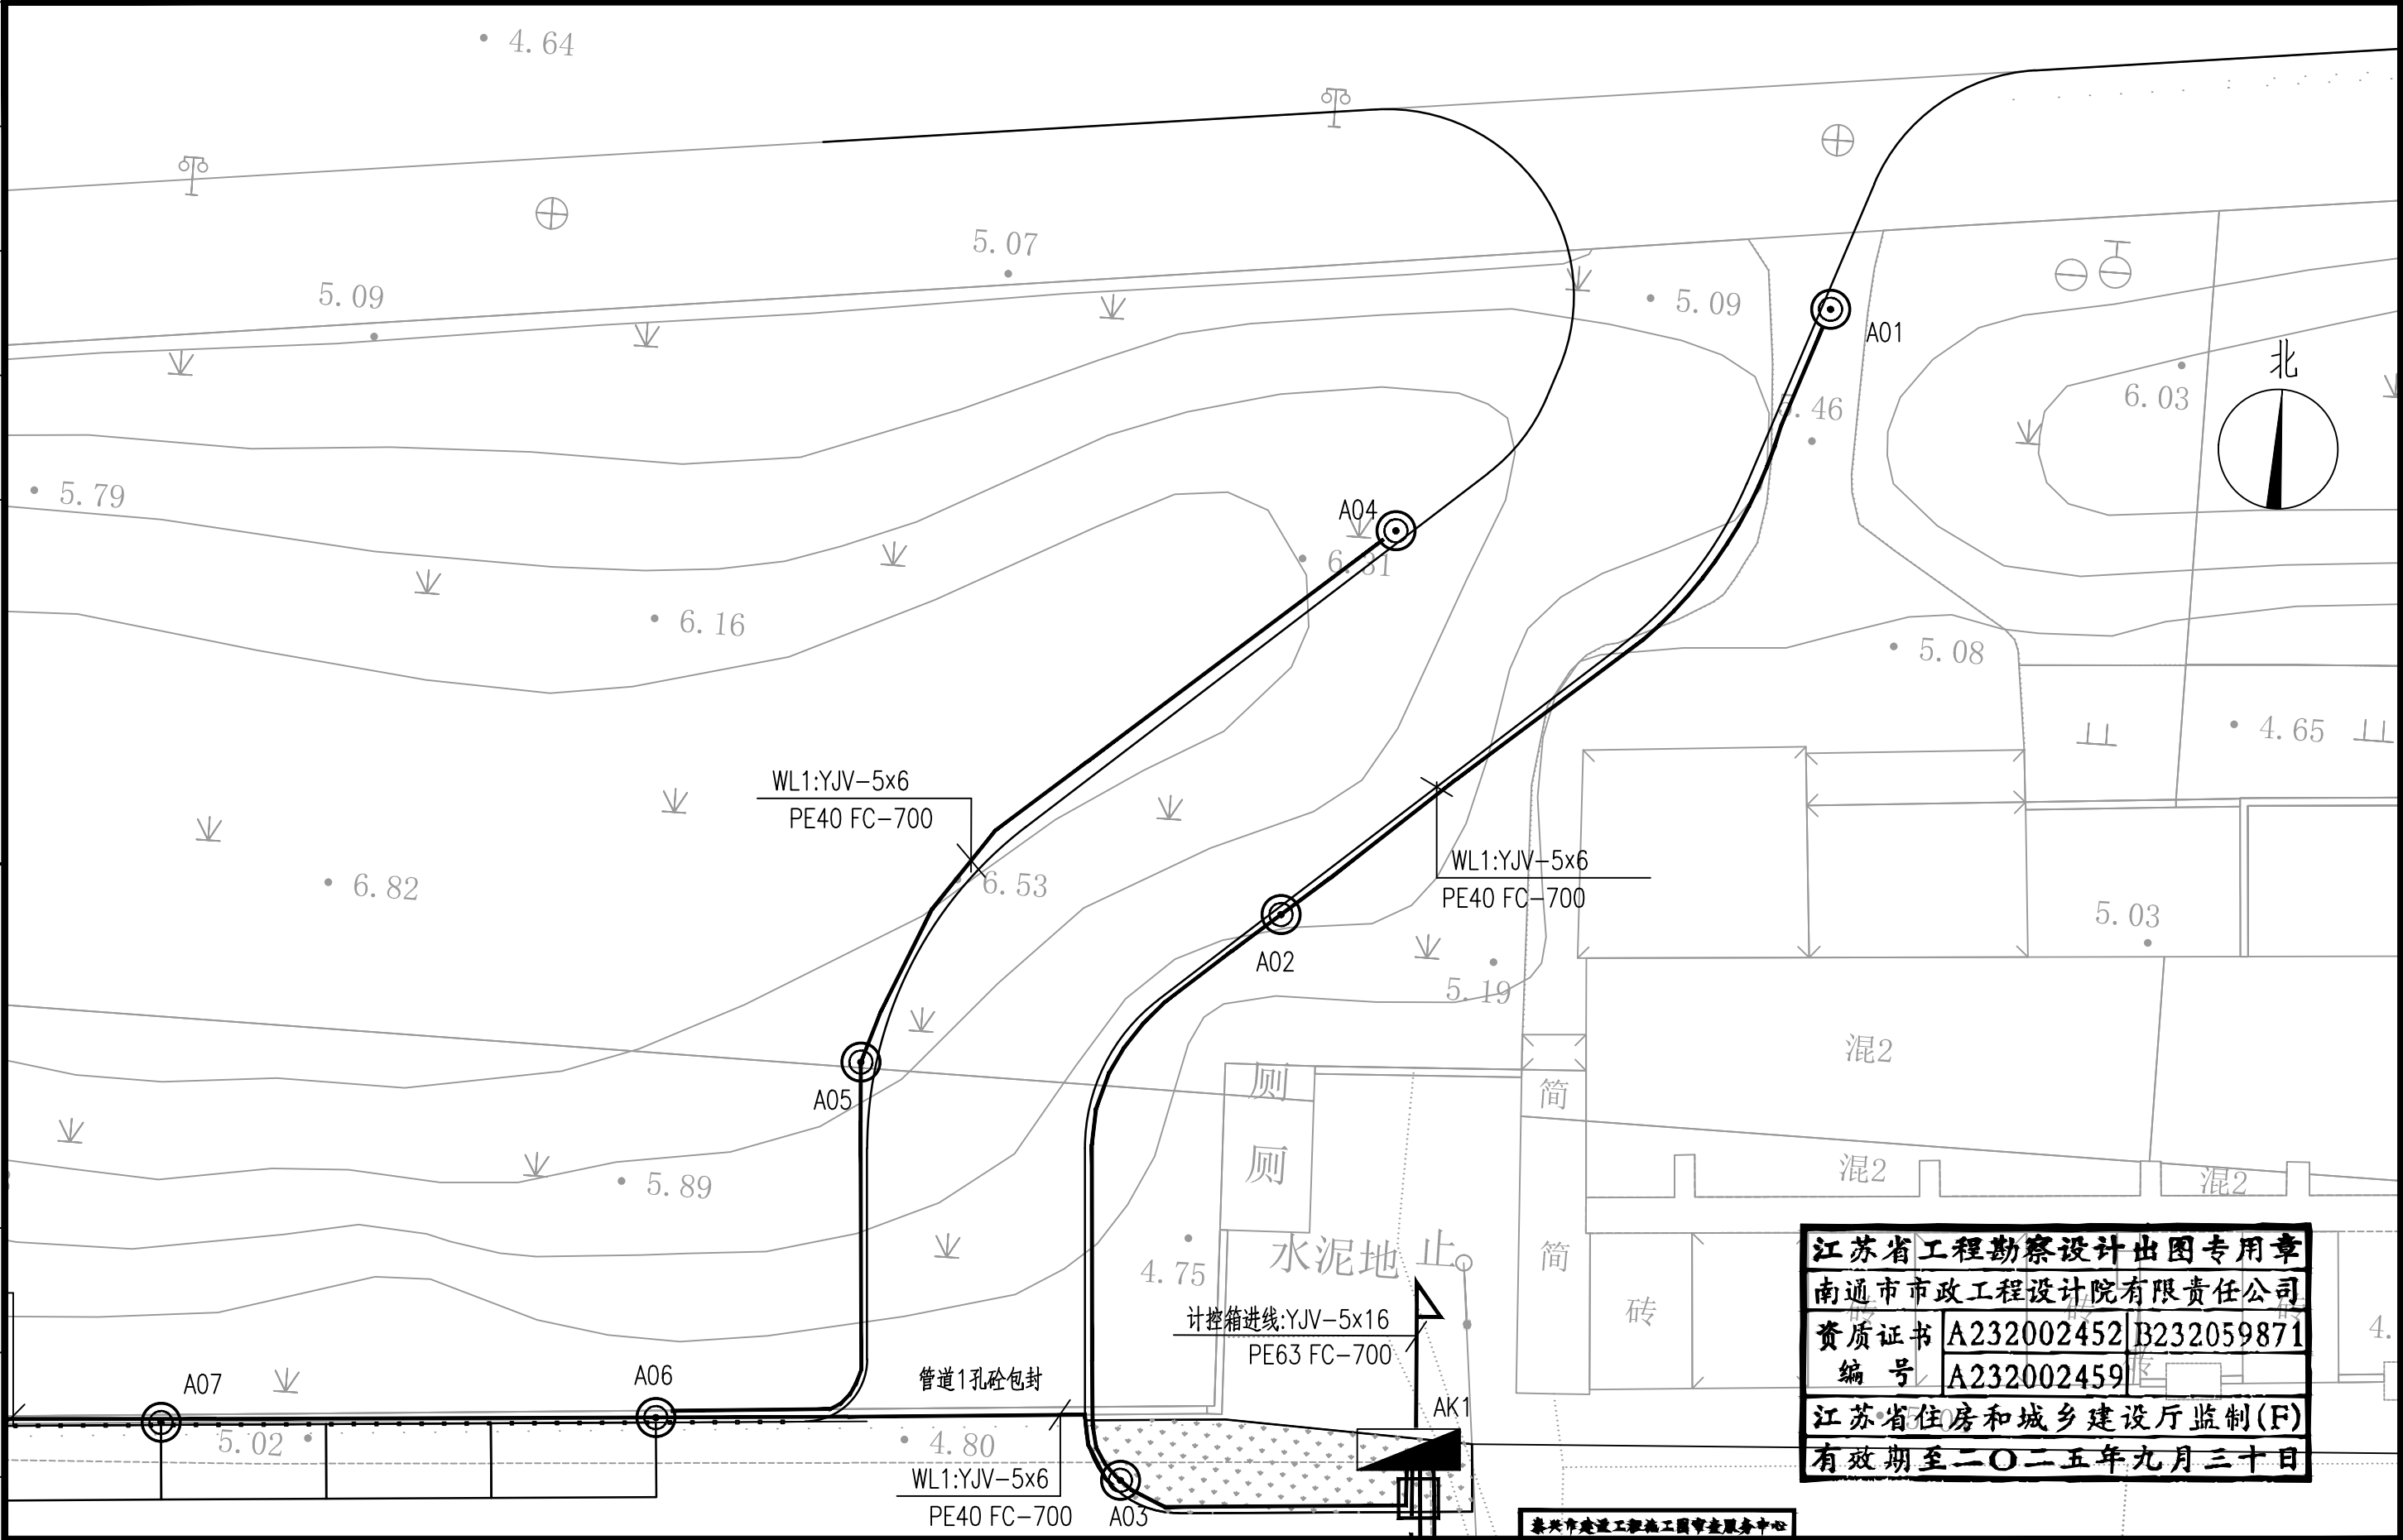 4.64
5.07
5.09
5.09
A01
北
6.03
5.79
A04
6.16
5.08
4.65
WL1:YJV-5x6
PE40 FC-700
WL1:YJV-5x6
PE40 FC-700
6.82
6.53
5.03
A02
5.19
混2
厕
简
A05
厕
混2
混2
5.89
水泥地
止
4.75
简
砖
计控箱进线:YJV-5x16
PE63 FC-700
江苏省工程勘察设计出图专用章
南通市市政工程设计院有限责任公司
资质证书 A232002452 B232059871
编 号 A232002459
江苏省住房和城乡建设厅监制(F)
有效期至二〇二五年九月三十日
A07
A06
管道1孔砼包封
AK1
5.02
4.80
WL1:YJV-5x6
PE40 FC-700
A03
泰兴市建设工程施工图审查服务中心